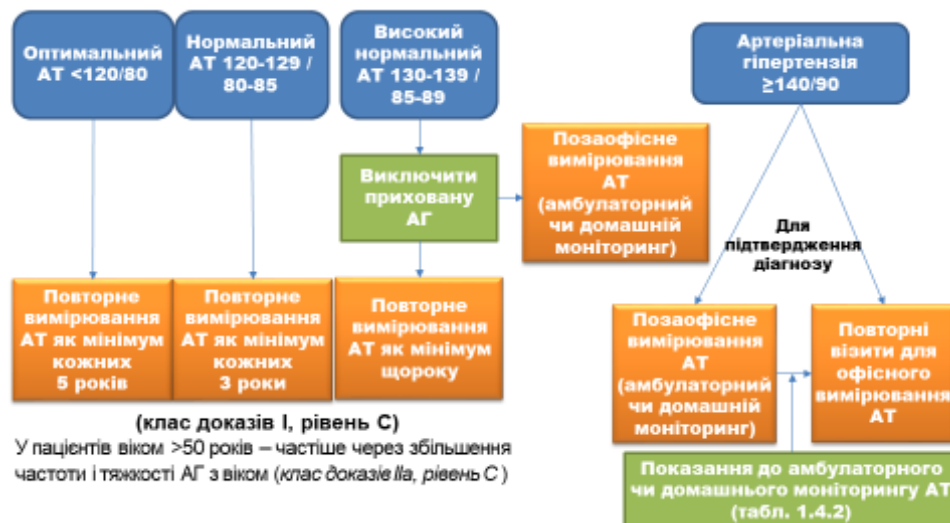 Оптимальний
АТ <120/80
Нормальний
АТ 120-129 /
80-85
Високий
нормальний
АТ 130-139 /
85-89
Артеріальна
гіпертензія
≥140/90
Виключити
приховану
АГ
Позаофісне
вимірювання
АТ
(амбулаторний
чи домашній
моніторинг)
Для
підтвердження
діагнозу
Повторне
вимірювання
АТ як мінімум
кожних
5 років
Повторне
вимірювання
АТ як мінімум
кожних
3 роки
Повторне
вимірювання
АТ як мінімум
щороку
Позаофісне
вимірювання
АТ
(амбулаторний
чи домашній
моніторинг)
Повторні
візити для
офісного
вимірювання
АТ
(клас доказів I, рівень С)
У пацієнтів віком >50 років – частіше через збільшення
частоти і тяжкості АГ з віком (клас доказів IIa, рівень С )
Показання до амбулаторного
чи домашнього моніторингу АТ
(табл. 1.4.2)